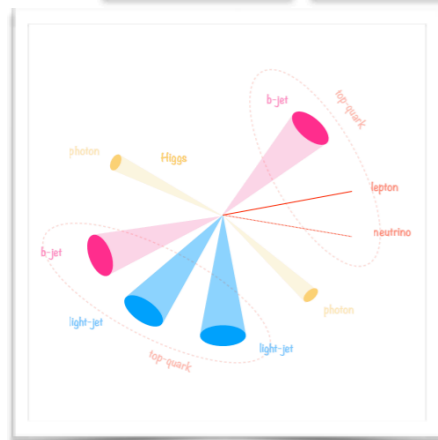 b-jet
top-quark
photon
Higgs
lepton
neutrino
b-jet
photon
light-jet
light-jet
top-quark